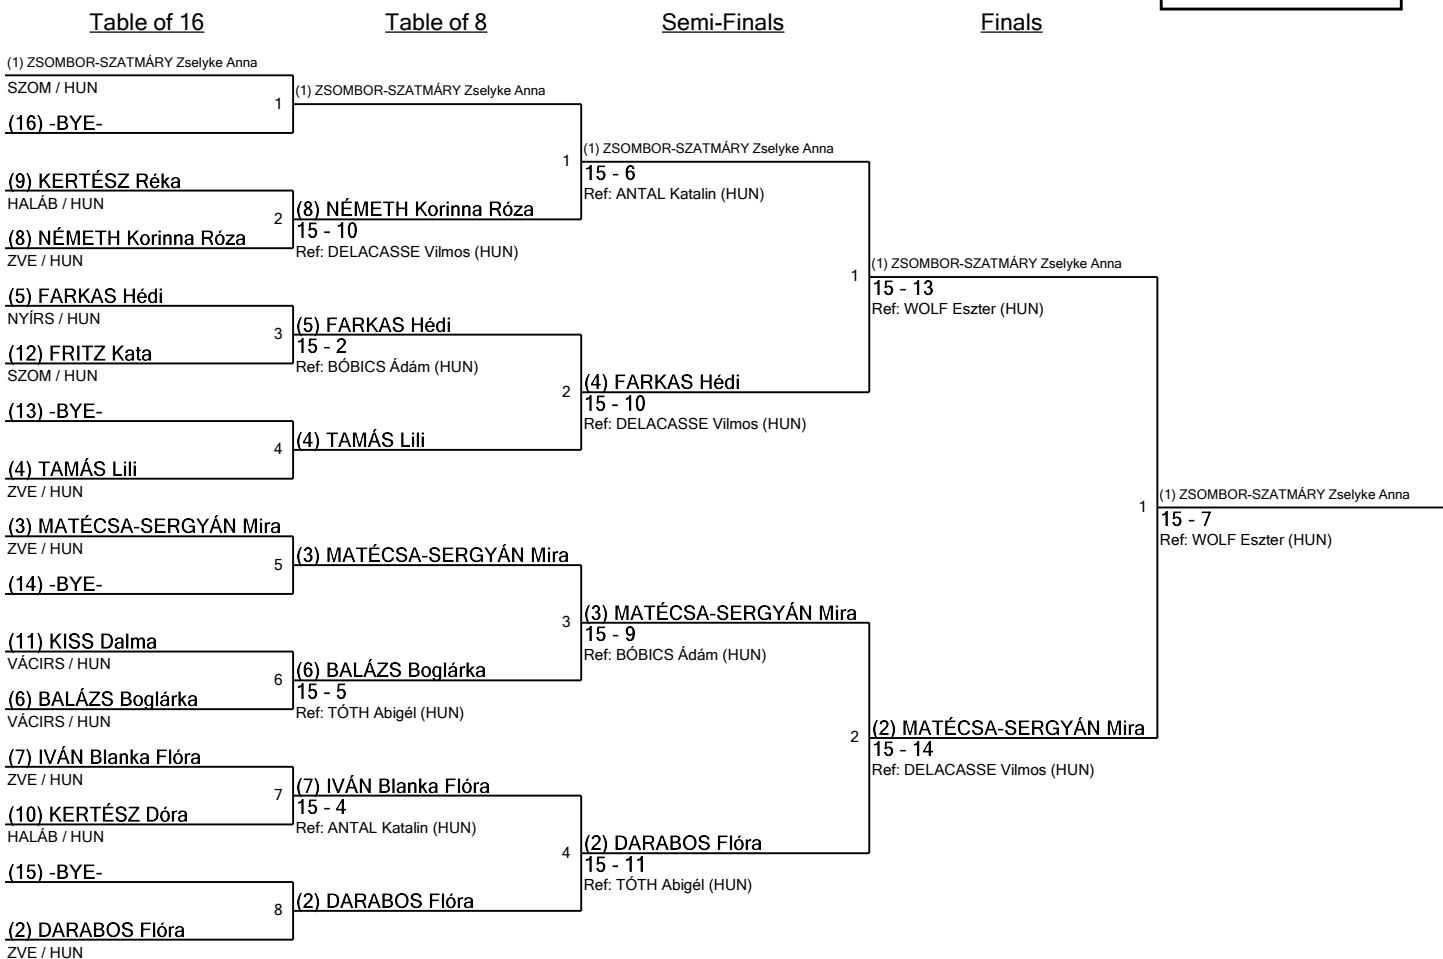 Table of 16
Table of 8
Semi-Finals
Finals
(1) ZSOMBOR-SZATMÁRY Zselyke Anna
SZOM / HUN
1
(16) -BYE-
(9) KERTÉSZ Réka
HALÁB / HUN
2
(8) NÉMETH Korinna Róza
ZVE / HUN
(5) FARKAS Hédi
NYÍRS / HUN
3
(12) FRITZ Kata
SZOM / HUN
(13) -BYE-
4
(4) TAMÁS Lili
ZVE / HUN
(3) MATÉCSA-SERGYÁN Mira
ZVE / HUN
5
(14) -BYE-
(11) KISS Dalma
VÁCIRS / HUN
6
(6) BALÁZS Boglárka
VÁCIRS / HUN
(7) IVÁN Blanka Flóra
ZVE / HUN
7
(10) KERTÉSZ Dóra
HALÁB / HUN
(15) -BYE-
8
(2) DARABOS Flóra
ZVE / HUN
(1) ZSOMBOR-SZATMÁRY Zselyke Anna
1
(8) NÉMETH Korinna Róza
15 - 10
Ref: DELACASSE Vilmos (HUN)
(5) FARKAS Hédi
15 - 2
Ref: BÓBICS Ádám (HUN)
2
(4) TAMÁS Lili
(3) MATÉCSA-SERGYÁN Mira
3
(6) BALÁZS Boglárka
15 - 5
Ref: TÓTH Abigél (HUN)
(7) IVÁN Blanka Flóra
15 - 4
Ref: ANTAL Katalin (HUN)
4
(2) DARABOS Flóra
(1) ZSOMBOR-SZATMÁRY Zselyke Anna
15 - 6
Ref: ANTAL Katalin (HUN)
1
(4) FARKAS Hédi
15 - 10
Ref: DELACASSE Vilmos (HUN)
(3) MATÉCSA-SERGYÁN Mira
15 - 9
Ref: BÓBICS Ádám (HUN)
2
(2) DARABOS Flóra
15 - 11
Ref: TÓTH Abigél (HUN)
(1) ZSOMBOR-SZATMÁRY Zselyke Anna
15 - 13
Ref: WOLF Eszter (HUN)
1
(2) MATÉCSA-SERGYÁN Mira
15 - 14
Ref: DELACASSE Vilmos (HUN)
(1) ZSOMBOR-SZATMÁRY Zselyke Anna
15 - 7
Ref: WOLF Eszter (HUN)